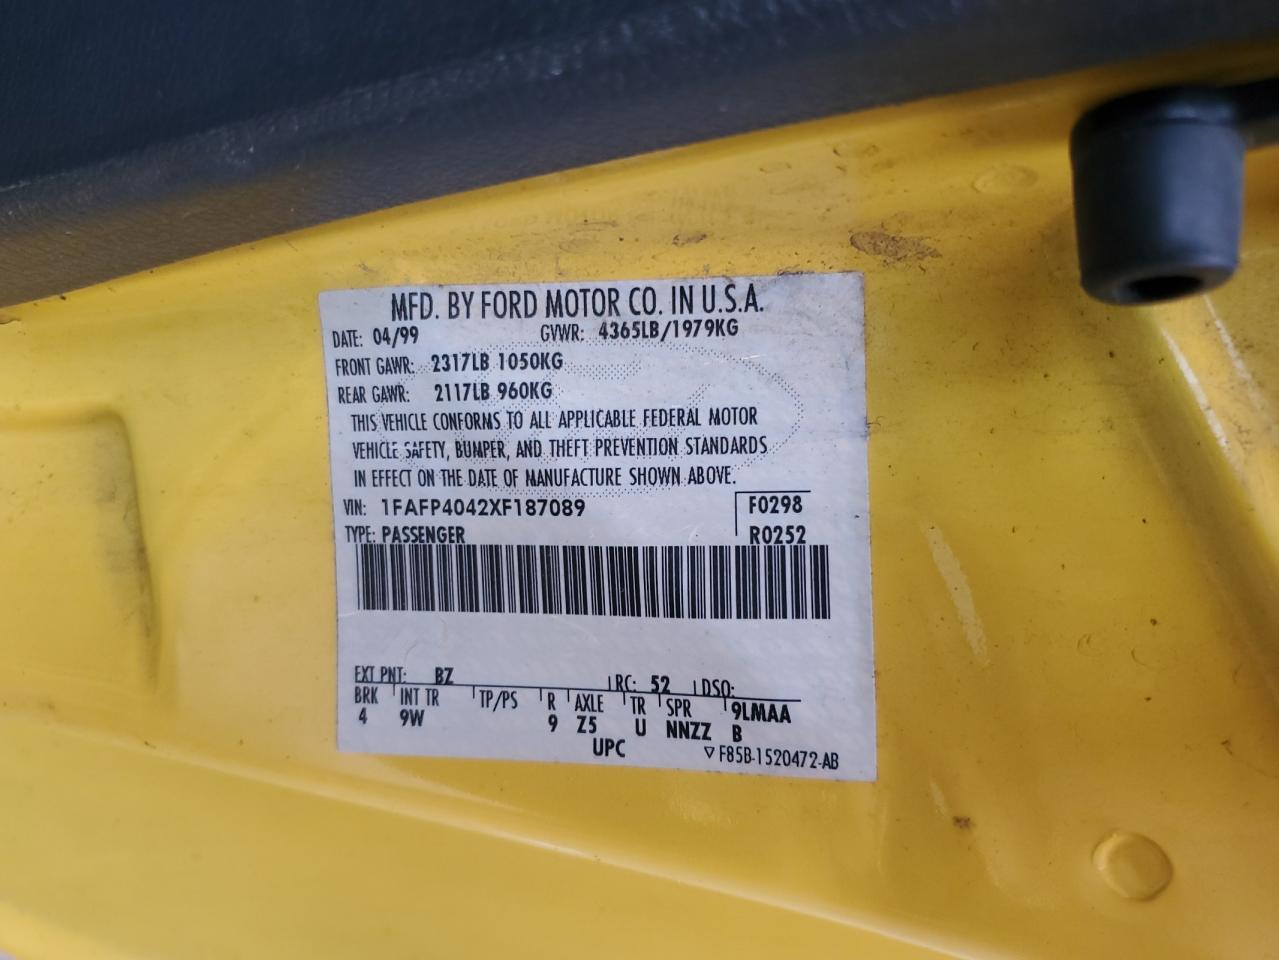 MFD. BY FORD MOTOR CO. IN U.S.A.
DATE: 04/99 GVWR: 4365LB/1979KG
FRONT GAWR: 2317LB 1050KG
REAR GAWR: 2117LB 960KG
THIS VEHICLE CONFORMS TO ALL APPLICABLE FEDERAL MOTOR
VEHICLE SAFETY, BUMPER, AND THEFT PREVENTION STANDARDS
IN EFFECT ON THE DATE OF MANUFACTURE SHOWN ABOVE.
VIN: 1FAFP4042XF187089 F0298
TYPE: PASSENGER R0252
EXT PNT: BZ RC: 52 DSO:
BRK INT TR TP/PS R AXLE TR SPR 9LMAA
4 9W 9 Z5 U NNZZ B
UPC ▽F85B-1520472-AB